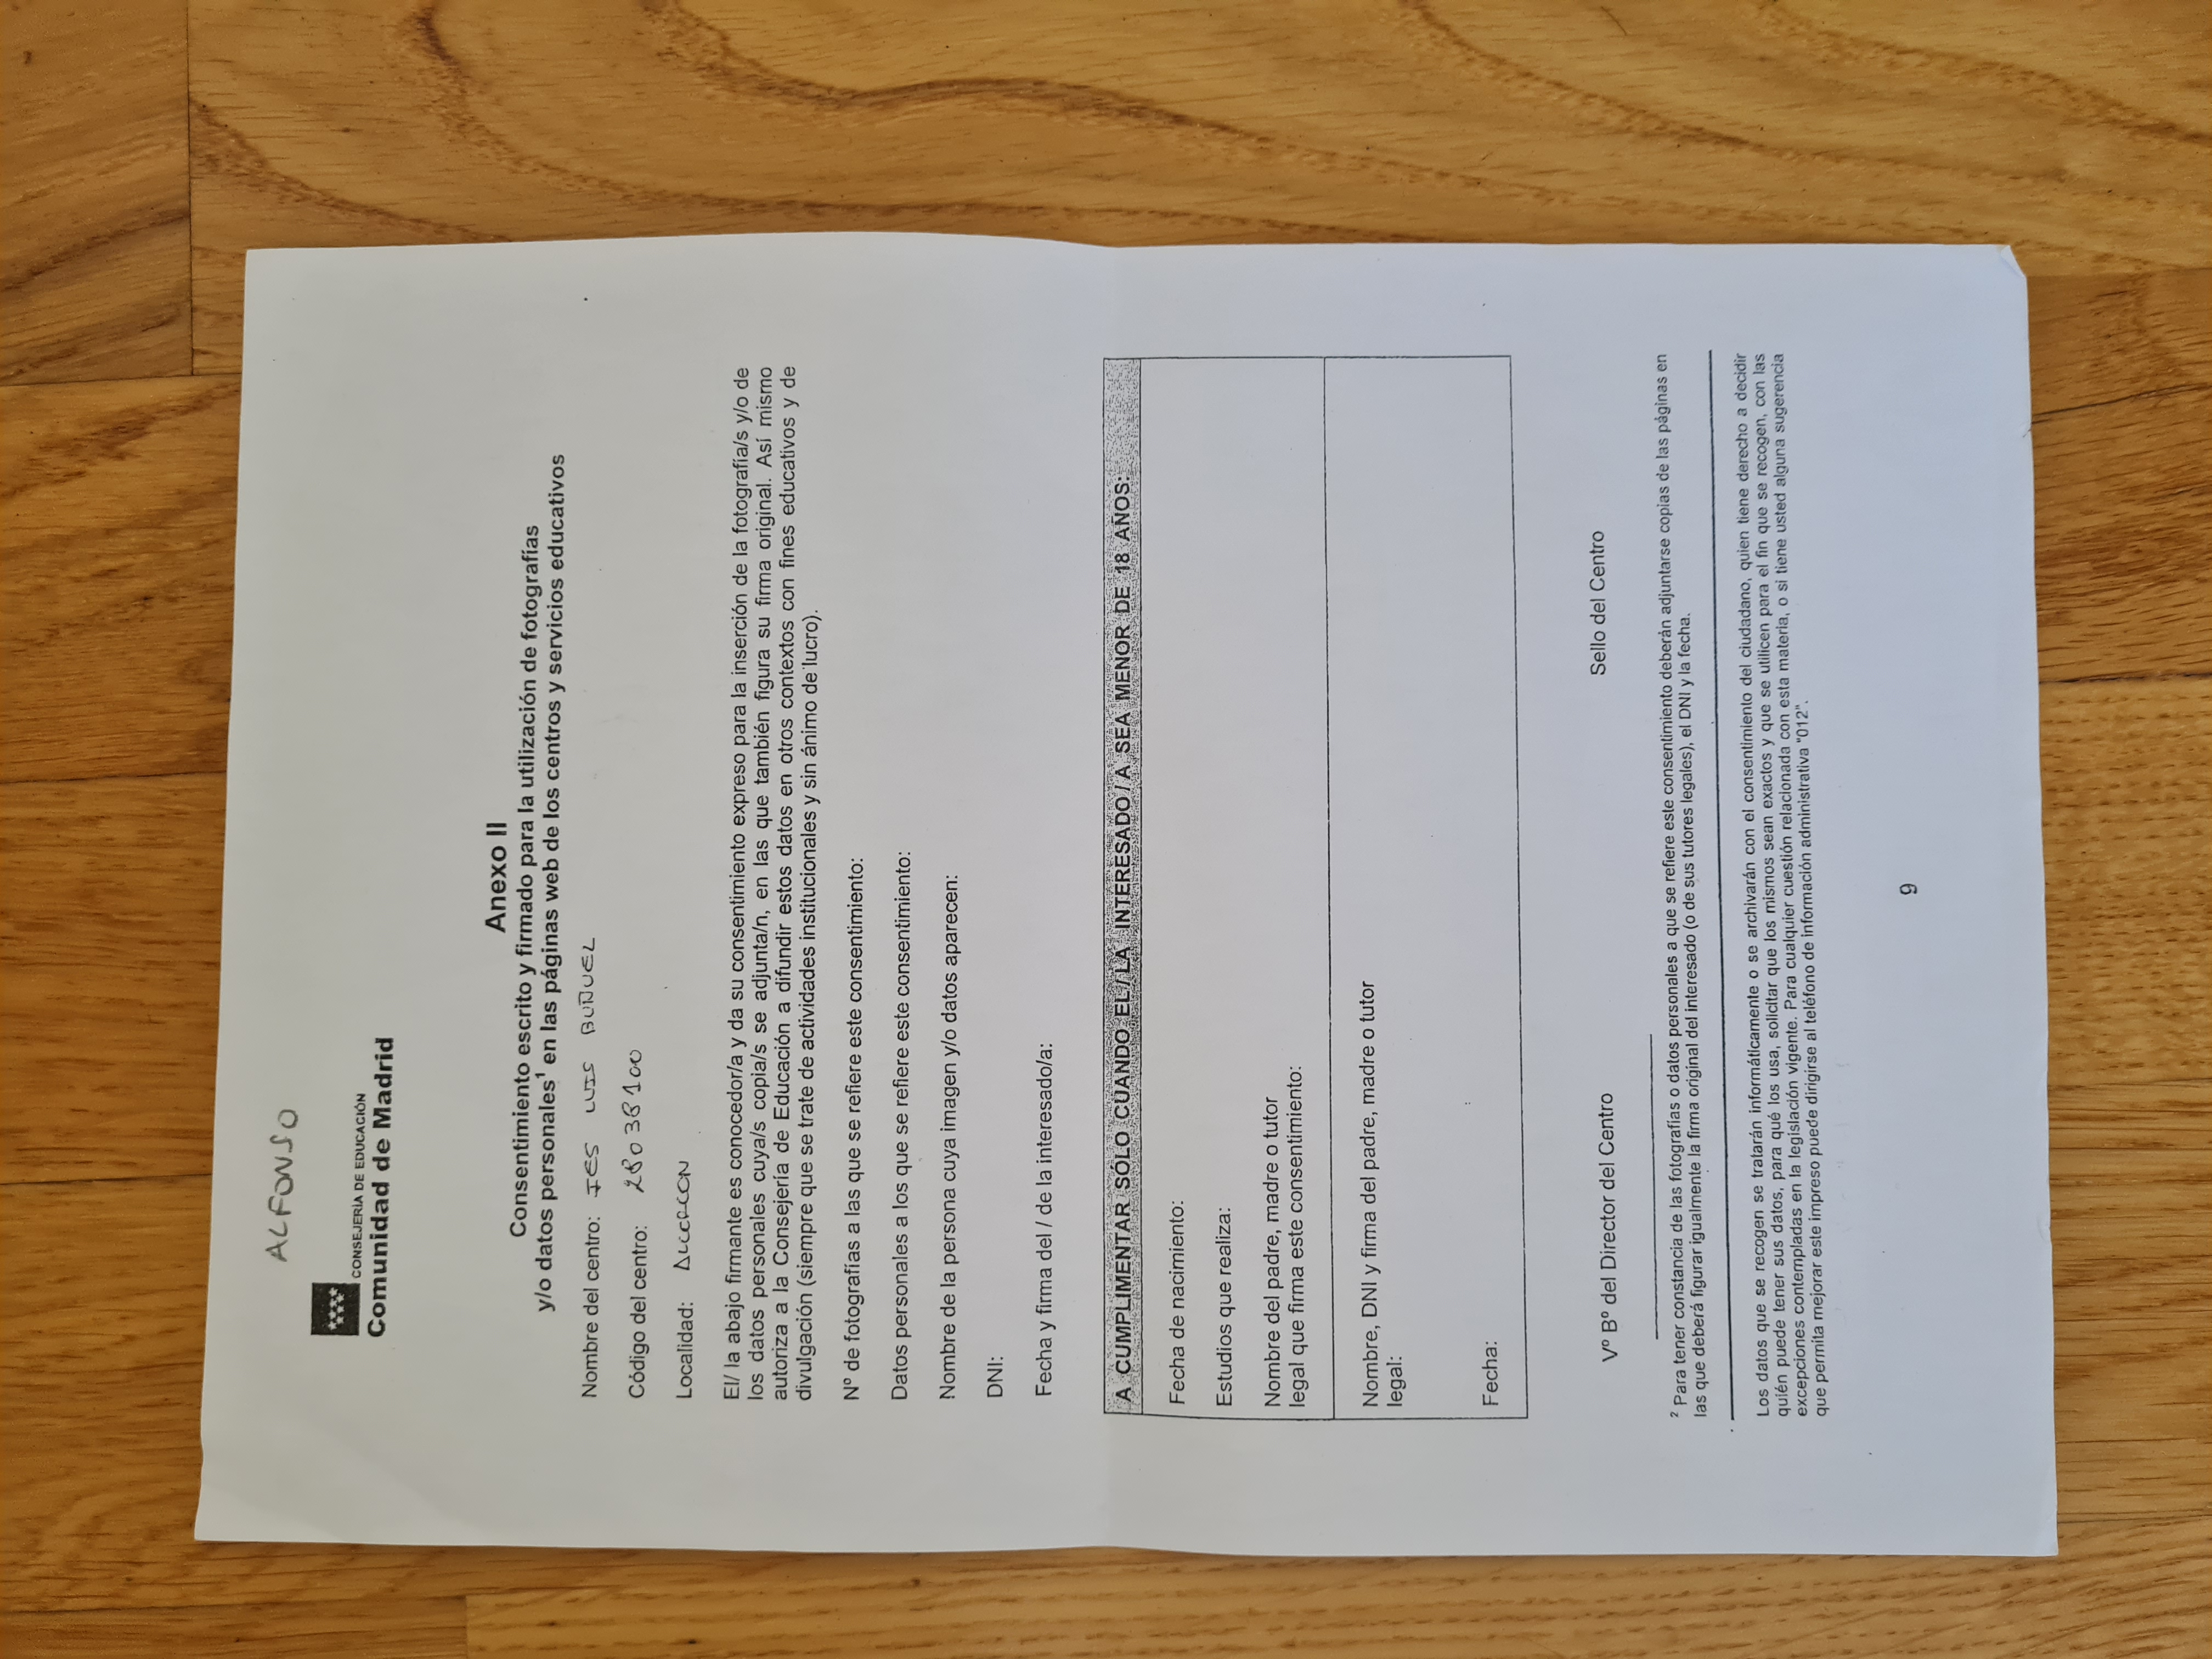 ALFONSO
CONSEJERÍA DE EDUCACIÓN
Comunidad de Madrid
Anexo II
Consentimiento escrito y firmado para la utilización de fotografías
y/o datos personales¹ en las páginas web de los centros y servicios educativos
Nombre del centro: IES LUIS BUÑUEL
Código del centro: 28038100
Localidad: ALCORCON
El/ la abajo firmante es conocedor/a y da su consentimiento expreso para la inserción de la fotografía/s y/o de
los datos personales cuya/s copia/s se adjunta/n, en las que también figura su firma original. Así mismo
autoriza a la Consejería de Educación a difundir estos datos en otros contextos con fines educativos y de
divulgación (siempre que se trate de actividades institucionales y sin ánimo de lucro).
Nº de fotografías a las que se refiere este consentimiento:
Datos personales a los que se refiere este consentimiento:
Nombre de la persona cuya imagen y/o datos aparecen:
DNI:
Fecha y firma del / de la interesado/a:
A CUMPLIMENTAR SÓLO CUANDO EL / LA INTERESADO / A SEA MENOR DE 18 AÑOS:
Fecha de nacimiento:
Estudios que realiza:
Nombre del padre, madre o tutor
legal que firma este consentimiento:
Nombre, DNI y firma del padre, madre o tutor
legal:
Fecha:
Vº Bº del Director del Centro
Sello del Centro
² Para tener constancia de las fotografías o datos personales a que se refiere este consentimiento deberán adjuntarse copias de las páginas en
las que deberá figurar igualmente la firma original del interesado (o de sus tutores legales), el DNI y la fecha.
Los datos que se recogen se tratarán informáticamente o se archivarán con el consentimiento del ciudadano, quien tiene derecho a decidir
quién puede tener sus datos, para qué los usa, solicitar que los mismos sean exactos y que se utilicen para el fin que se recogen, con las
excepciones contempladas en la legislación vigente. Para cualquier cuestión relacionada con esta materia, o si tiene usted alguna sugerencia
que permita mejorar este impreso puede dirigirse al teléfono de información administrativa "012".
9